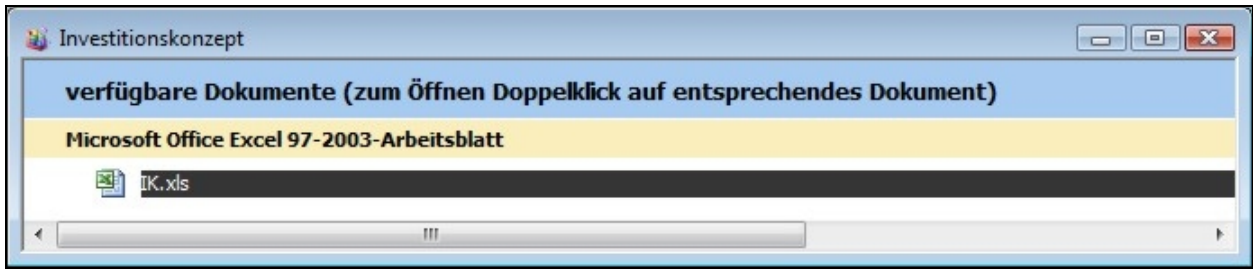 Investitionskonzept
verfügbare Dokumente (zum Öffnen Doppelklick auf entsprechendes Dokument)
Microsoft Office Excel 97-2003-Arbeitsblatt
IK.xls